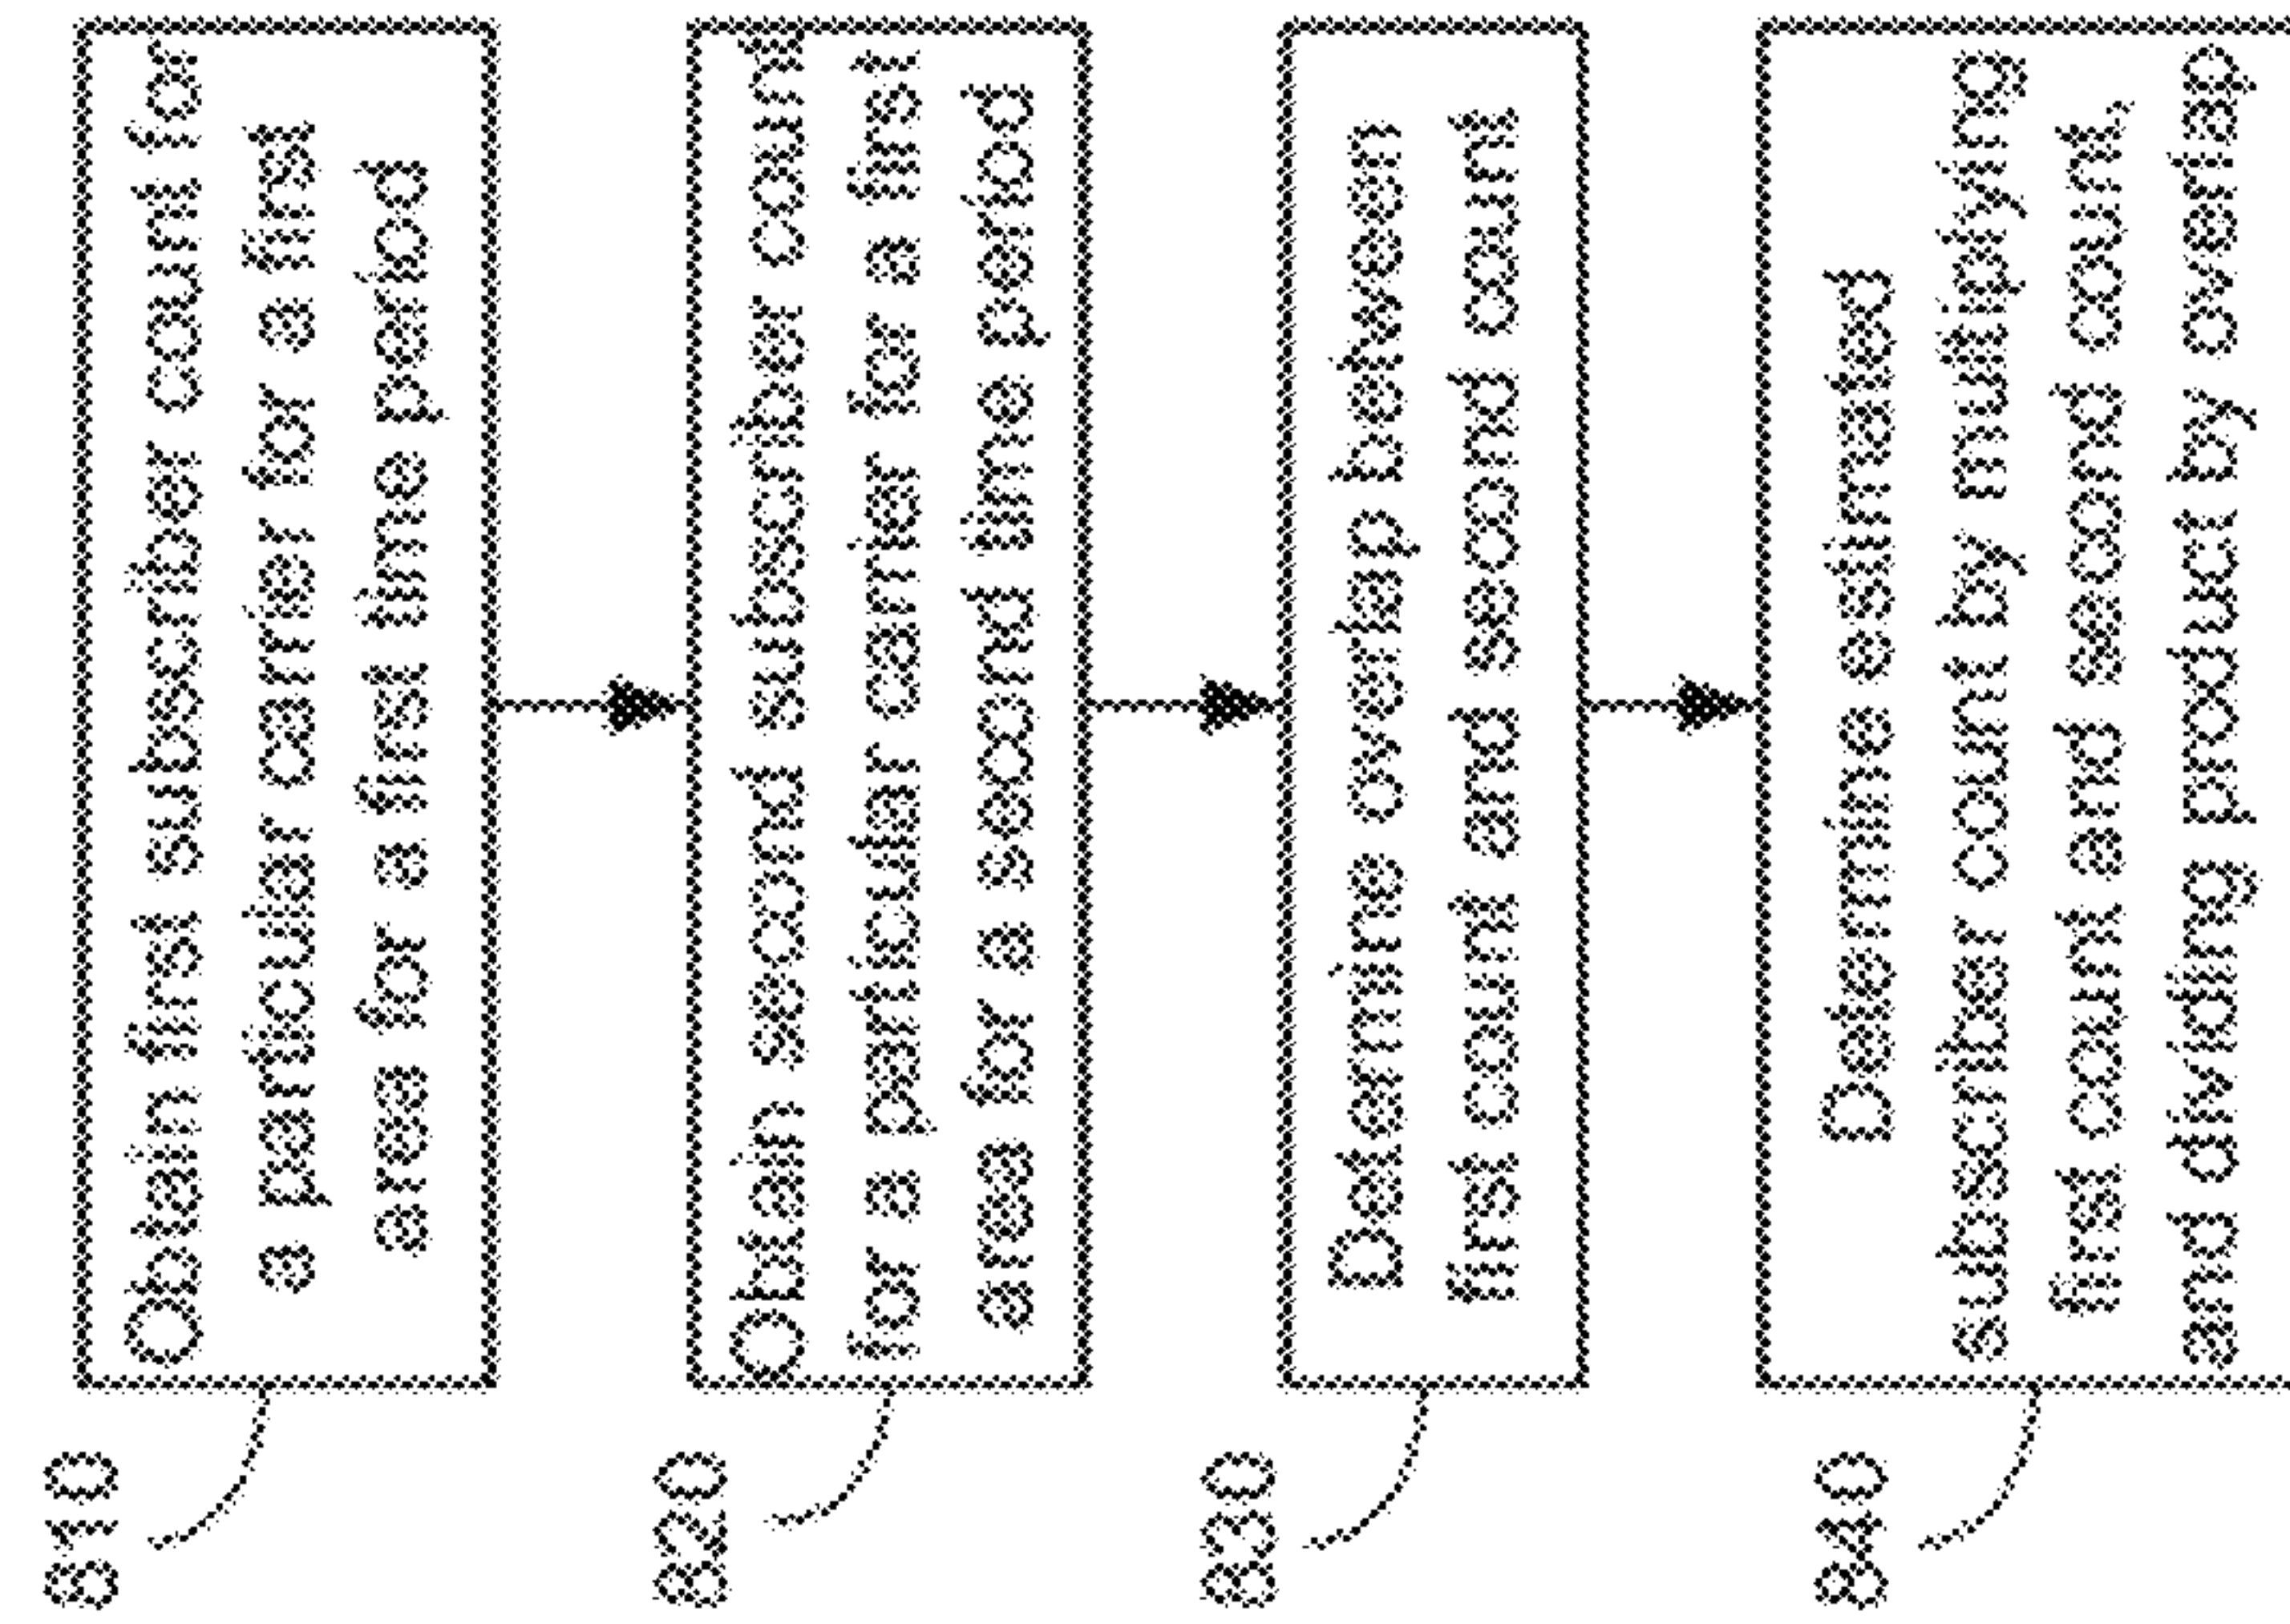 810
Obtain first subscriber count for
a particular carrier for a first
area for a first time period
820
Obtain second subscriber count
for a particular carrier for a first
area for a second time period
830
Determine overlap between
first count and second count
840
Determine estimated
subscriber count by multiplying
first count and second count,
and dividing product by overlap